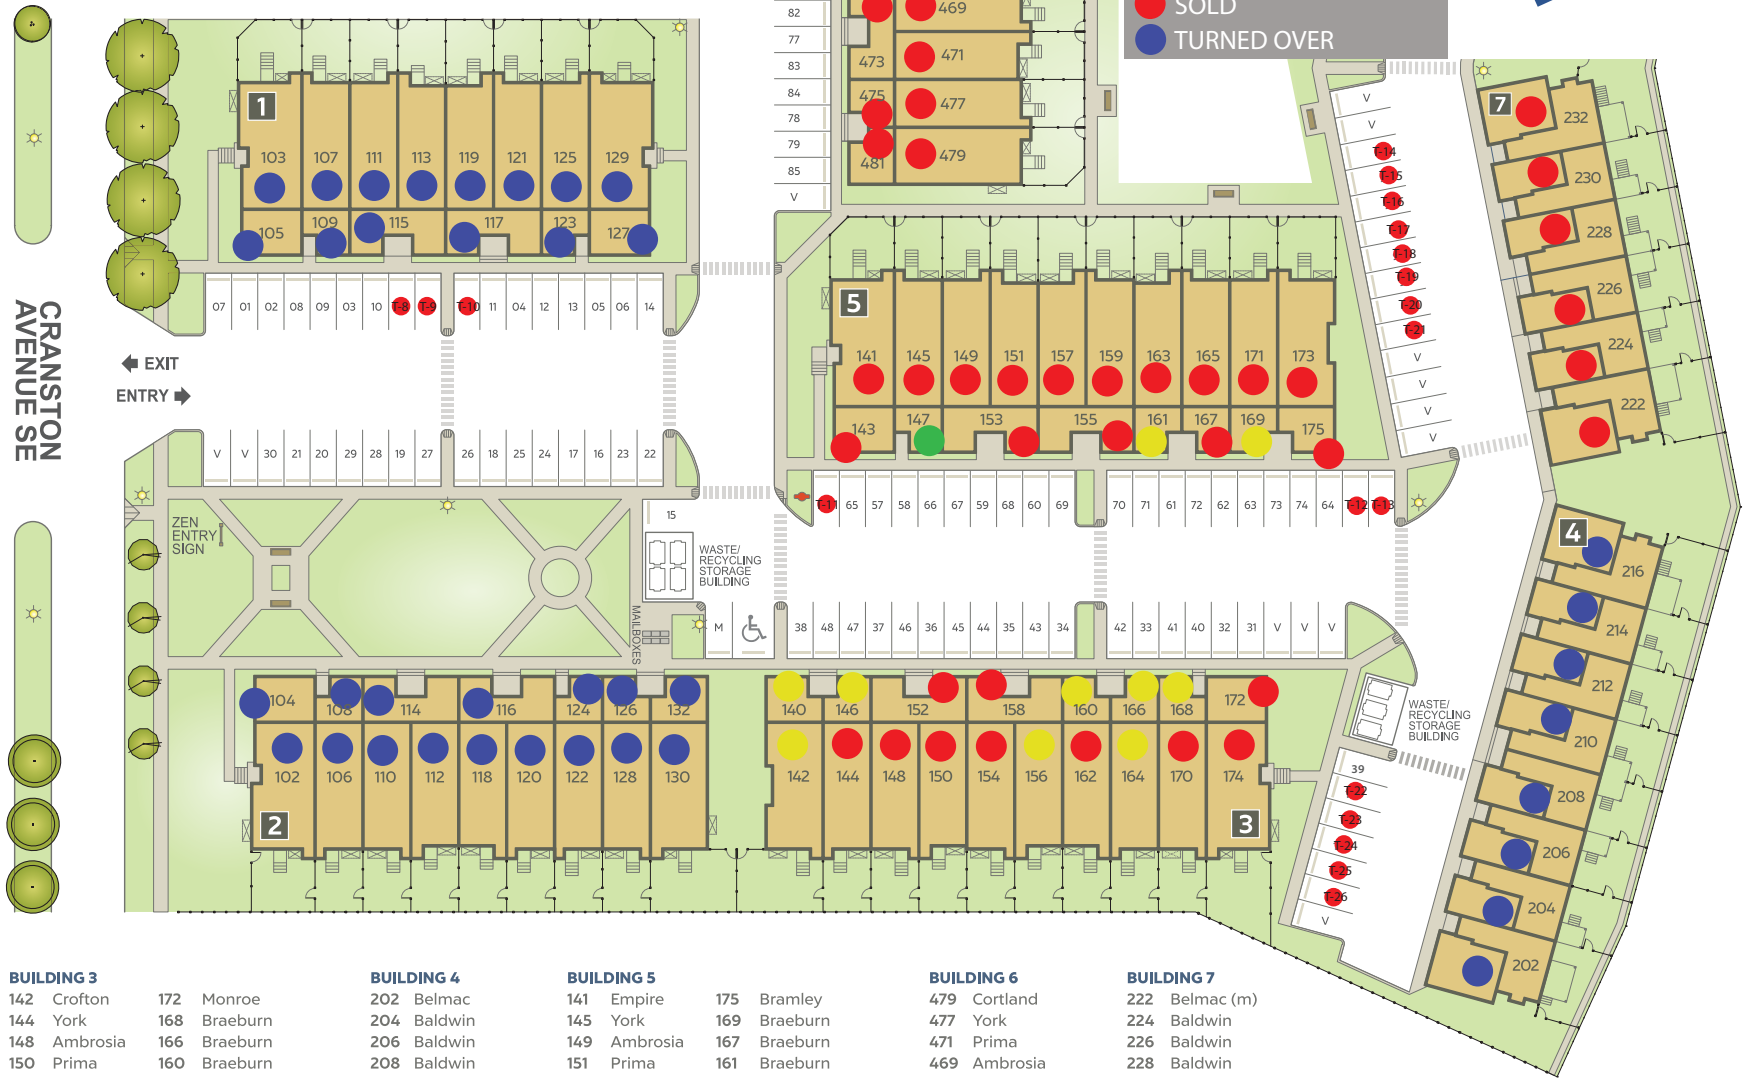 SOLD
TURNED OVER
82
77
83
84
78
79
85
V
469
471
473
475
477
479
481
1
103 107 111 113 119 121 125 129
105 109 115 117 123 127
07 01 02 08 09 03 10 T-8 T-9 T-10 11 04 12 13 05 06 14
CRANSTON
AVENUE SE
EXIT
ENTRY
V V 30 21 20 29 28 19 27 26 18 25 24 17 16 23 22
ZEN
ENTRY
SIGN
15
WASTE/
RECYCLING
STORAGE
BUILDING
MAILBOXES
M
5
141 145 149 151 157 159 163 165 171 173
143 147 153 155 161 167 169 175
T-11 65 57 58 66 67 59 68 60 69 70 71 61 72 62 63 73 74 64 T-12 T-13
38 48 47 37 46 36 45 44 35 43 34 42 33 41 40 32 31 V V V
V
V
T-14
T-15
T-16
T-17
T-18
T-19
T-20
T-21
V
V
V
V
7
232
230
228
226
224
222
4
216
214
212
210
208
206
204
202
104 108 114 116 124 126 132
102 106 110 112 118 120 122 128 130
2
140 146 152 158 160 166 168 172
142 144 148 150 154 156 162 164 170 174
3
WASTE/
RECYCLING
STORAGE
BUILDING
39
T-22
T-23
T-24
T-25
T-26
V
BUILDING 3
142 Crofton 172 Monroe
144 York 168 Braeburn
148 Ambrosia 166 Braeburn
150 Prima 160 Braeburn
BUILDING 4
202 Belmac
204 Baldwin
206 Baldwin
208 Baldwin
BUILDING 5
141 Empire 175 Bramley
145 York 169 Braeburn
149 Ambrosia 167 Braeburn
151 Prima 161 Braeburn
BUILDING 6
479 Cortland
477 York
471 Prima
469 Ambrosia
BUILDING 7
222 Belmac (m)
224 Baldwin
226 Baldwin
228 Baldwin